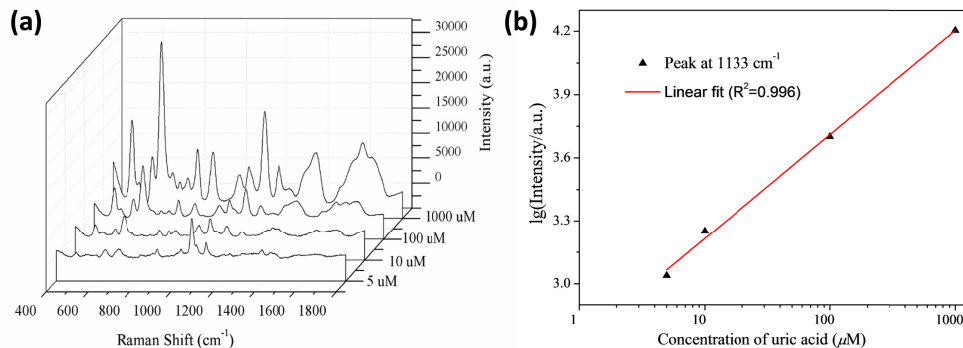 (a)
30000
25000
20000
15000
10000
5000
0
Intensity (a.u.)
1000 uM
100 uM
10 uM
5 uM
400 600 800 1000 1200 1400 1600 1800
Raman Shift (cm⁻¹)
(b)
4.2
3.9
3.6
3.3
3.0
lg(Intensity/a.u.)
Peak at 1133 cm⁻¹
Linear fit (R²=0.996)
1 10 100 1000
Concentration of uric acid (μM)